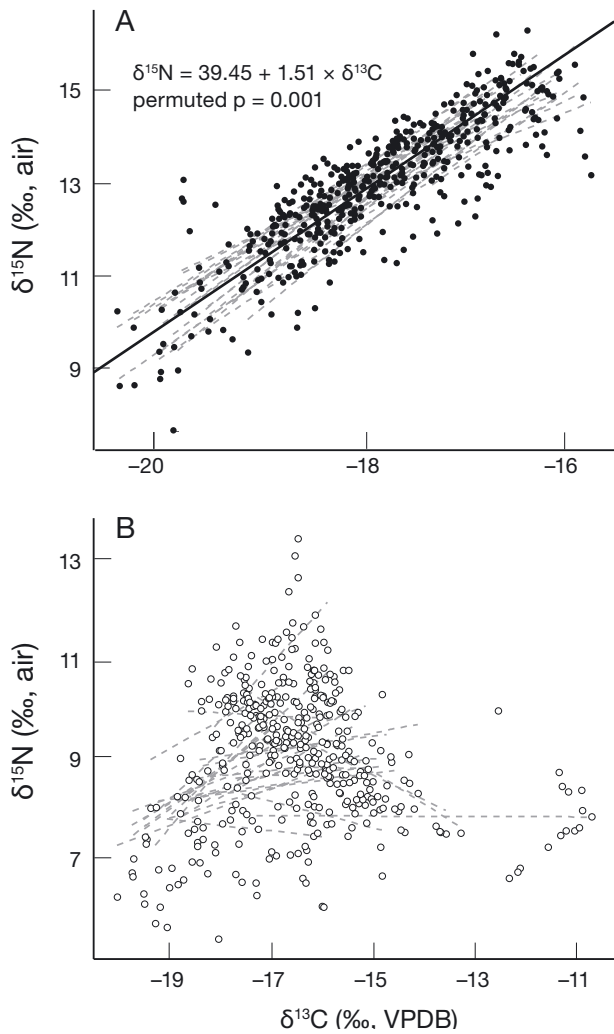 A
δ¹⁵N = 39.45 + 1.51 × δ¹³C
permuted p = 0.001
15
13
11
9
δ¹⁵N (‰, air)
−20
−18
−16
B
13
11
9
7
δ¹⁵N (‰, air)
−19
−17
−15
−13
−11
δ¹³C (‰, VPDB)